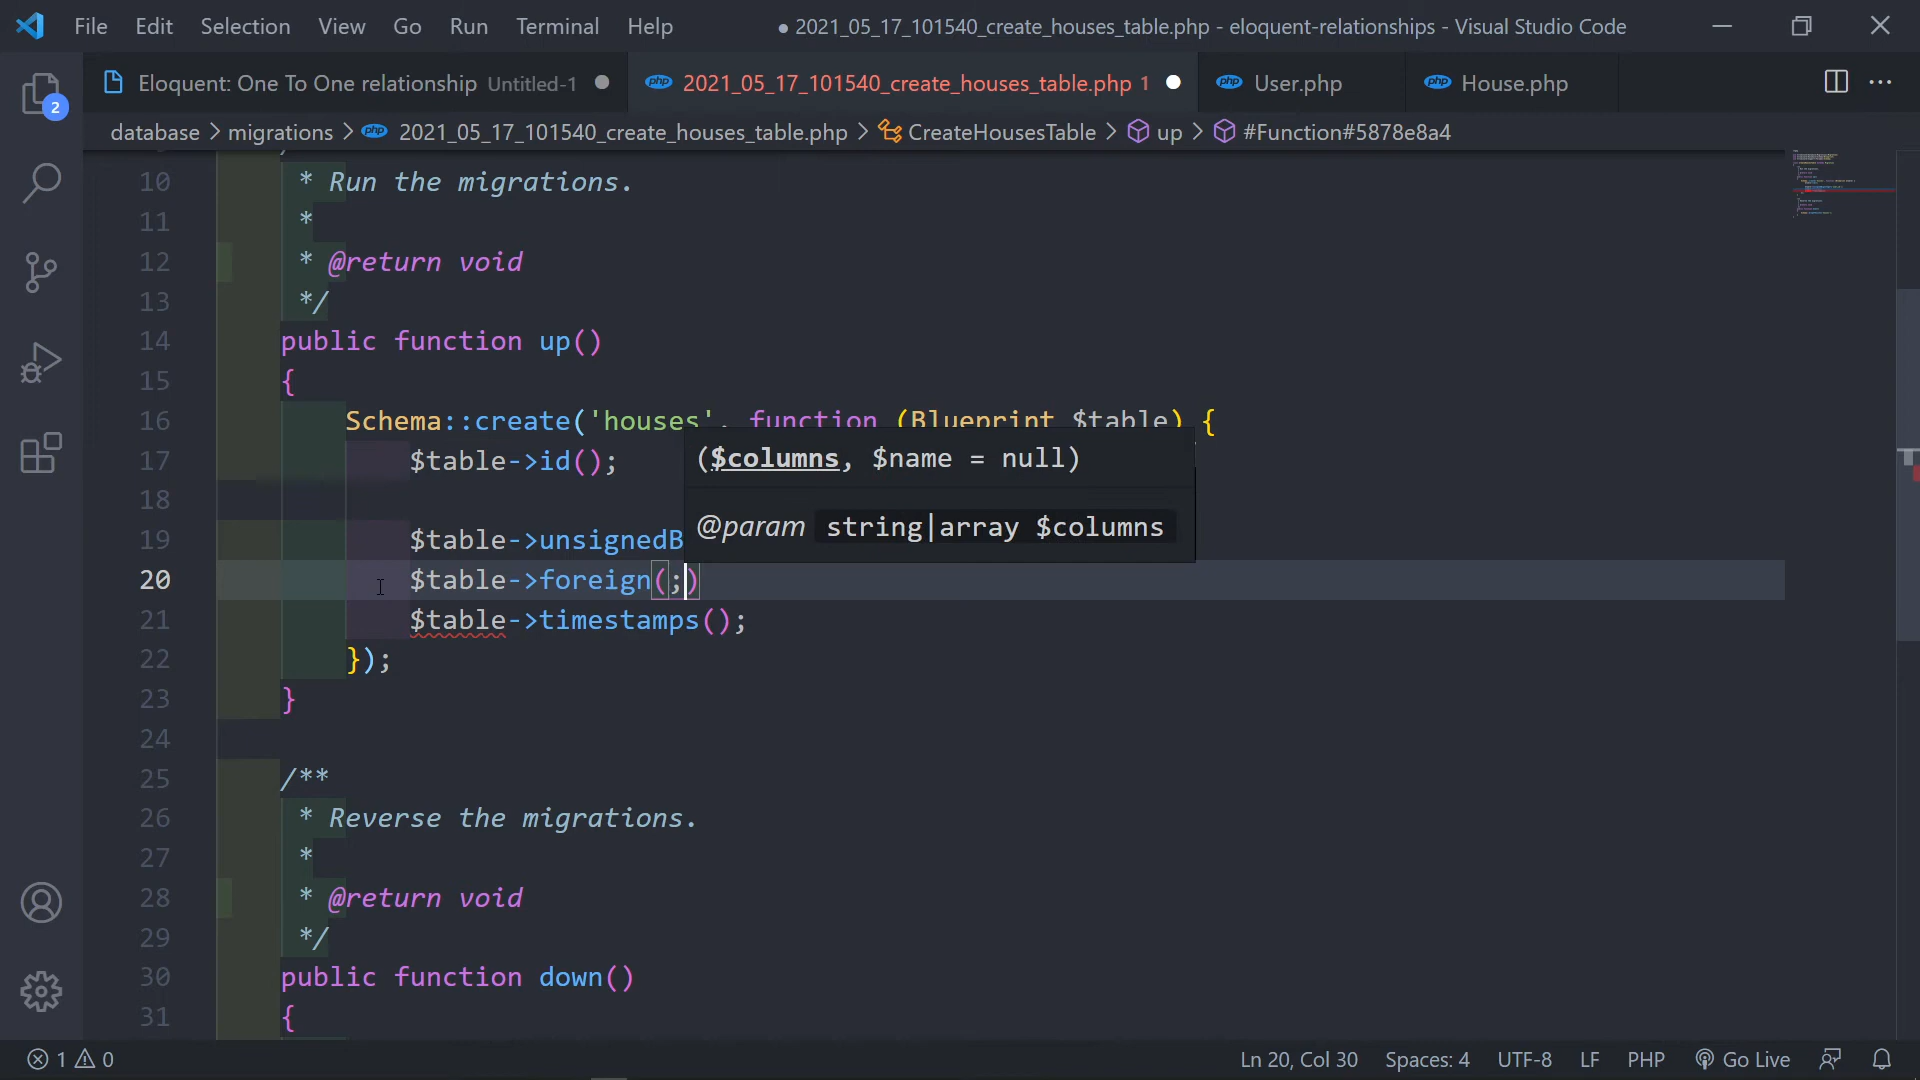 File Edit Selection View Go Run Terminal Help ● 2021_05_17_101540_create_houses_table.php - eloquent-relationships - Visual Studio Code
Eloquent: One To One relationship Untitled-1 php 2021_05_17_101540_create_houses_table.php 1 php User.php php House.php
2
database > migrations > php 2021_05_17_101540_create_houses_table.php > CreateHousesTable > up > #Function#5878e8a4
10 * Run the migrations.
11 *
12 * @return void
13 */
14 public function up()
15 {
16 Schema::create('houses', function (Blueprint $table) {
($columns, $name = null)
17 $table->id();
18
@param string|array $columns
19 $table->unsignedB
20 $table->foreign(;)
21 $table->timestamps();
22 });
23 }
24
25 /**
26 * Reverse the migrations.
27 *
28 * @return void
29 */
30 public function down()
31 {
1 0 Ln 20, Col 30 Spaces: 4 UTF-8 LF PHP Go Live